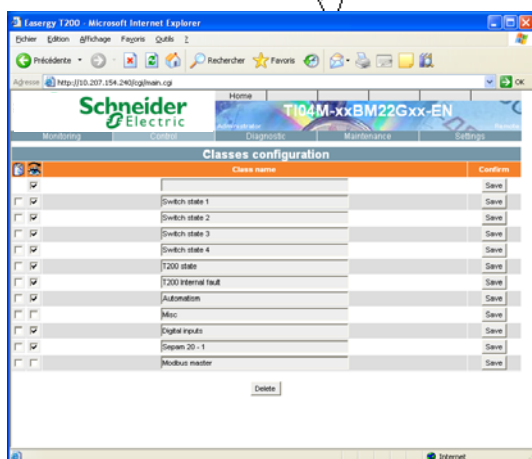 Easergy T200 - Microsoft Internet Explorer
Fichier Edition Affichage Favoris Outils ?
Précédente Rechercher Favoris
Adresse http://10.207.154.240/cgi/main.cgi OK
Home
Schneider Electric
TI04M-xxBM22Gxx-EN
Administrator Remote
Monitoring Control Diagnostic Maintenance Settings
Classes configuration
Class name Confirm
Save
Switch state 1 Save
Switch state 2 Save
Switch state 3 Save
Switch state 4 Save
T200 state Save
T200 Internal fault Save
Automatism Save
Misc Save
Digital inputs Save
Sepam 20 - 1 Save
Modbus master Save
Delete
Internet